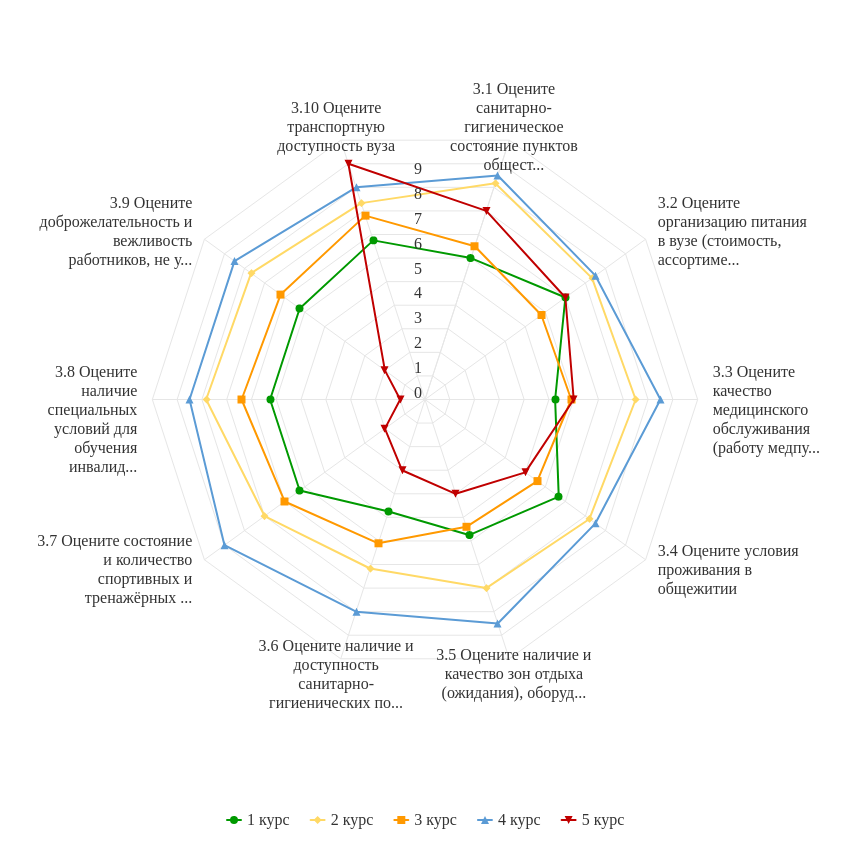 3.1 Оцените
санитарно-
гигиеническое
состояние пунктов
общест...
3.10 Оцените
транспортную
доступность вуза
9
8
7
6
5
4
3
2
1
0
3.9 Оцените
доброжелательность и
вежливость
работников, не у...
3.2 Оцените
организацию питания
в вузе (стоимость,
ассортиме...
3.8 Оцените
наличие
специальных
условий для
обучения
инвалид...
3.3 Оцените
качество
медицинского
обслуживания
(работу медпу...
3.7 Оцените состояние
и количество
спортивных и
тренажёрных ...
3.4 Оцените условия
проживания в
общежитии
3.6 Оцените наличие и
доступность
санитарно-
гигиенических по...
3.5 Оцените наличие и
качество зон отдыха
(ожидания), оборуд...
1 курс 2 курс 3 курс 4 курс 5 курс